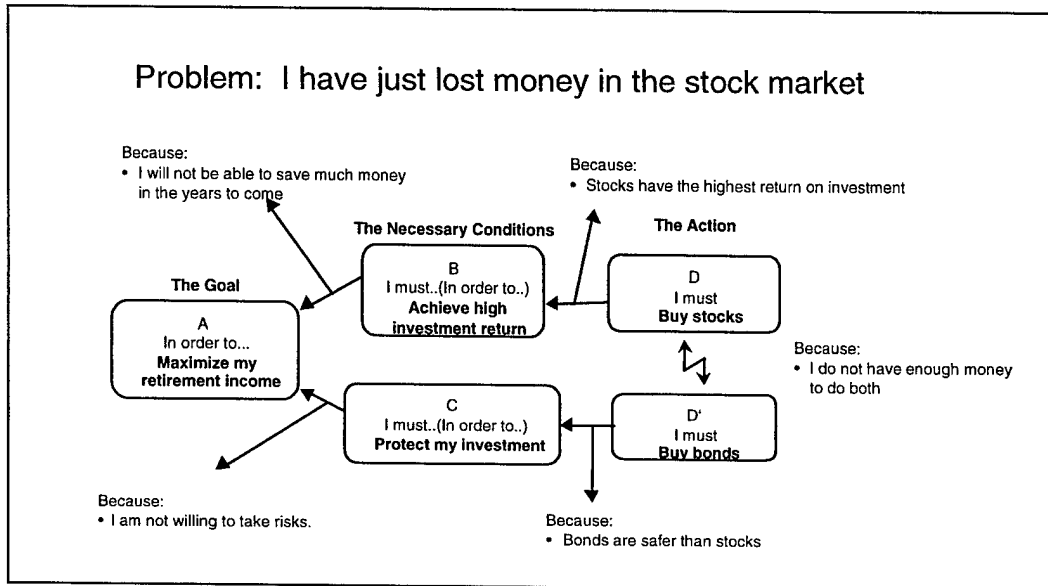 Problem: I have just lost money in the stock market
Because:
• I will not be able to save much money
in the years to come
Because:
• Stocks have the highest return on investment
The Necessary Conditions
The Action
The Goal
B
I must..(In order to..)
Achieve high
investment return
D
I must
Buy stocks
A
In order to...
Maximize my
retirement income
Because:
• I do not have enough money
to do both
C
I must..(In order to..)
Protect my investment
D'
I must
Buy bonds
Because:
• I am not willing to take risks.
Because:
• Bonds are safer than stocks